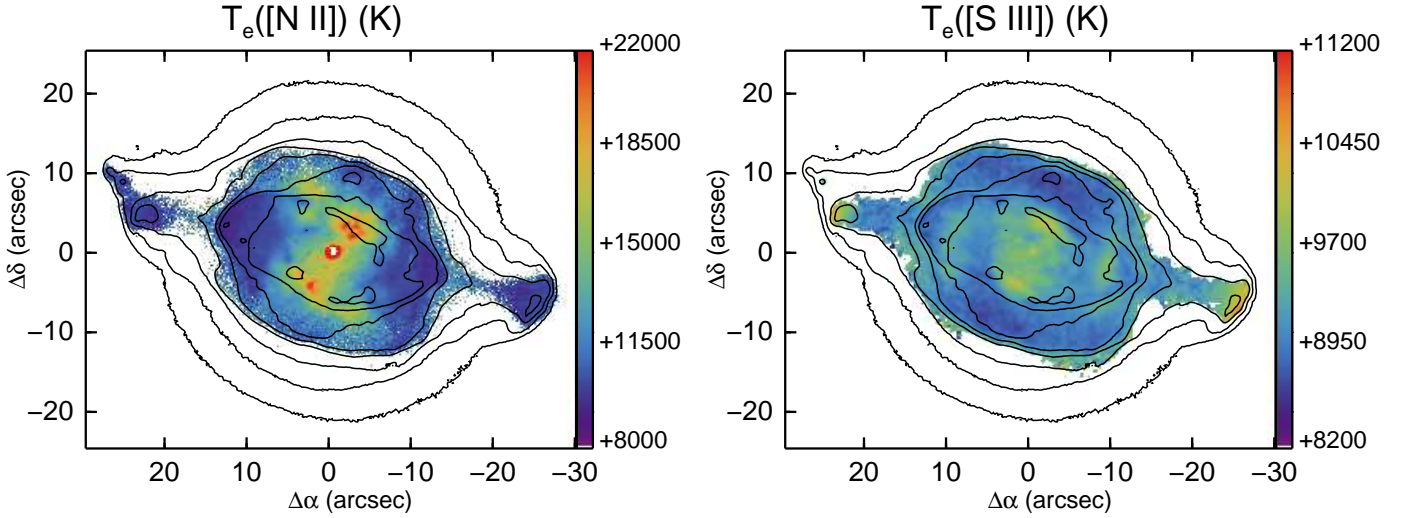 T_e([N II]) (K)
20
10
0
−10
−20
Δδ (arcsec)
20 10 0 −10 −20 −30
Δα (arcsec)
+22000
+18500
+15000
+11500
+8000
T_e([S III]) (K)
20
10
0
−10
−20
Δδ (arcsec)
20 10 0 −10 −20 −30
Δα (arcsec)
+11200
+10450
+9700
+8950
+8200